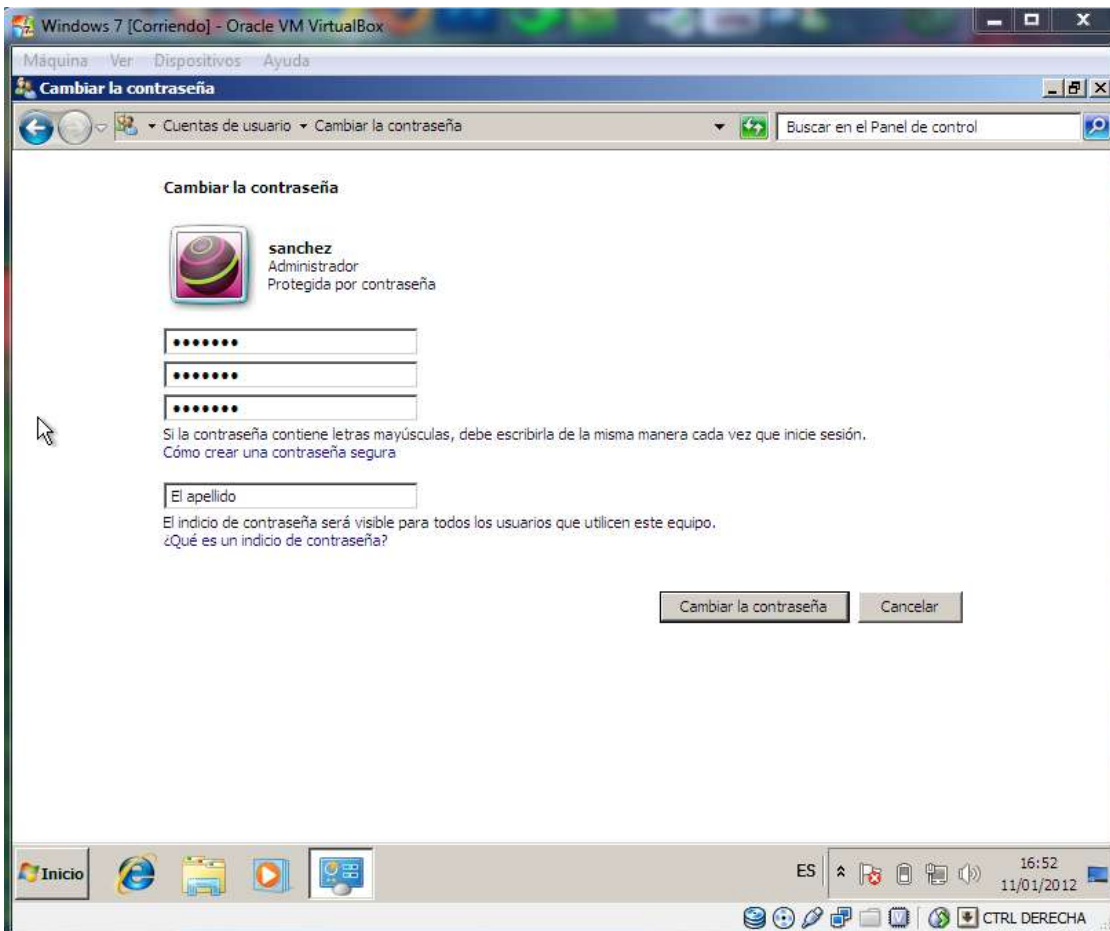 Windows 7 [Corriendo] - Oracle VM VirtualBox
Máquina Ver Dispositivos Ayuda
Cambiar la contraseña
Cuentas de usuario Cambiar la contraseña Buscar en el Panel de control
Cambiar la contraseña
sanchez
Administrador
Protegida por contraseña
•••••••
•••••••
•••••••
Si la contraseña contiene letras mayúsculas, debe escribirla de la misma manera cada vez que inicie sesión.
Cómo crear una contraseña segura
El apellido
El indicio de contraseña será visible para todos los usuarios que utilicen este equipo.
¿Qué es un indicio de contraseña?
Cambiar la contraseña Cancelar
Inicio ES 16:52
11/01/2012
CTRL DERECHA